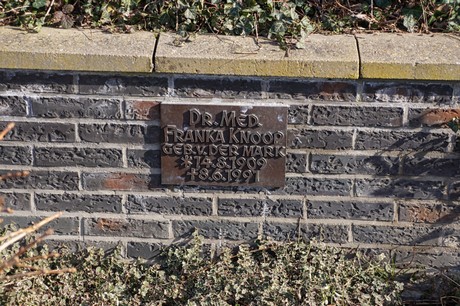 DR. MED.
FRANKA KNOOP
GEB. V. DER MARK
*14.8.1909
†8.6.1991